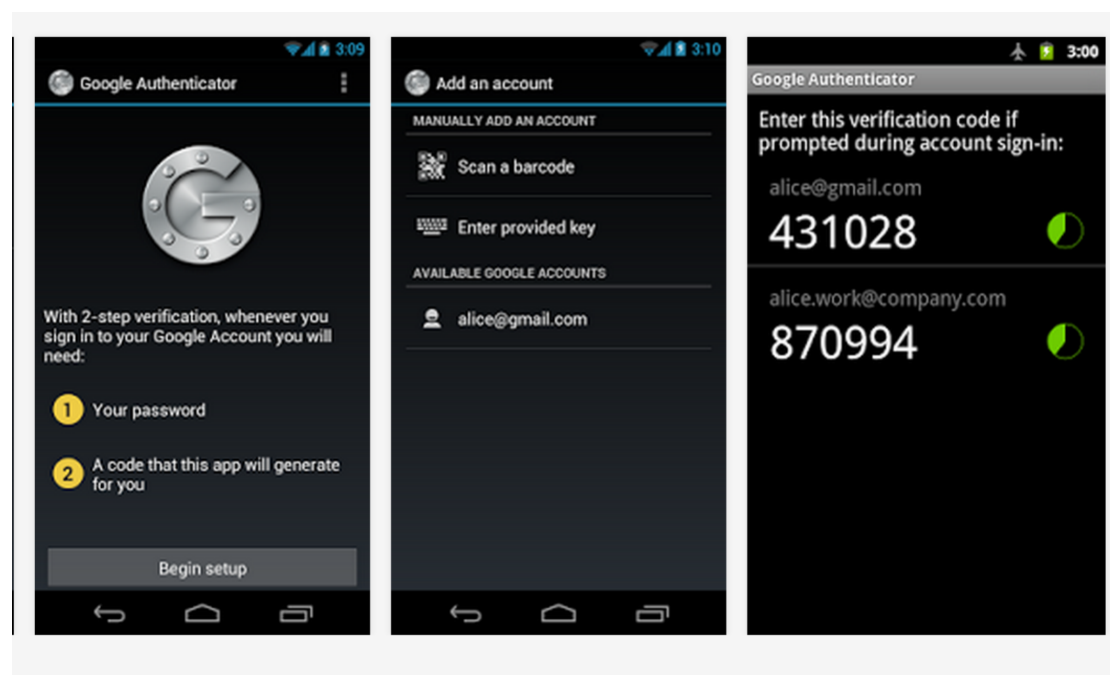 3:09
Google Authenticator
With 2-step verification, whenever you
sign in to your Google Account you will
need:
1 Your password
2 A code that this app will generate
for you
Begin setup
3:10
Add an account
MANUALLY ADD AN ACCOUNT
Scan a barcode
Enter provided key
AVAILABLE GOOGLE ACCOUNTS
alice@gmail.com
3:00
Google Authenticator
Enter this verification code if
prompted during account sign-in:
alice@gmail.com
431028
alice.work@company.com
870994